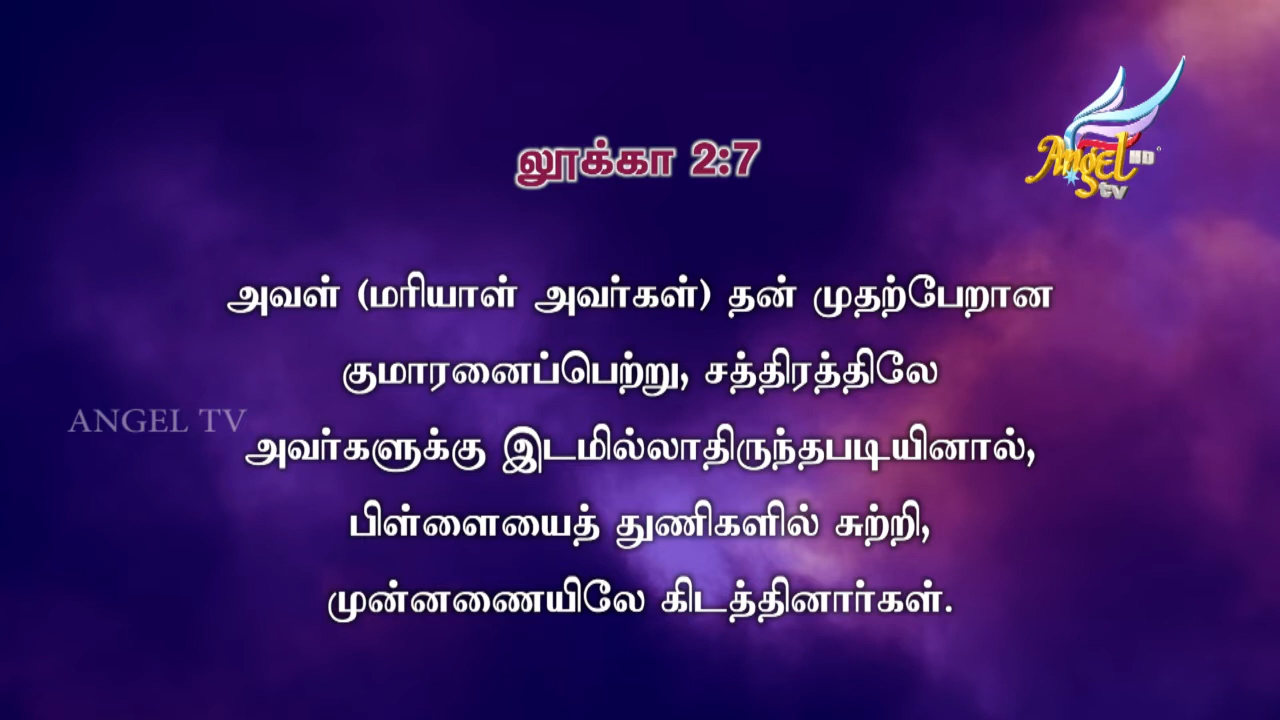 லூக்கா 2:7
Angel HD
tv
அவள் (மரியாள் அவர்கள்) தன் முதற்பேறான
குமாரனைப்பெற்று, சத்திரத்திலே
ANGEL TV
அவர்களுக்கு இடமில்லாதிருந்தபடியினால்,
பிள்ளையைத் துணிகளில் சுற்றி,
முன்னணையிலே கிடத்தினார்கள்.